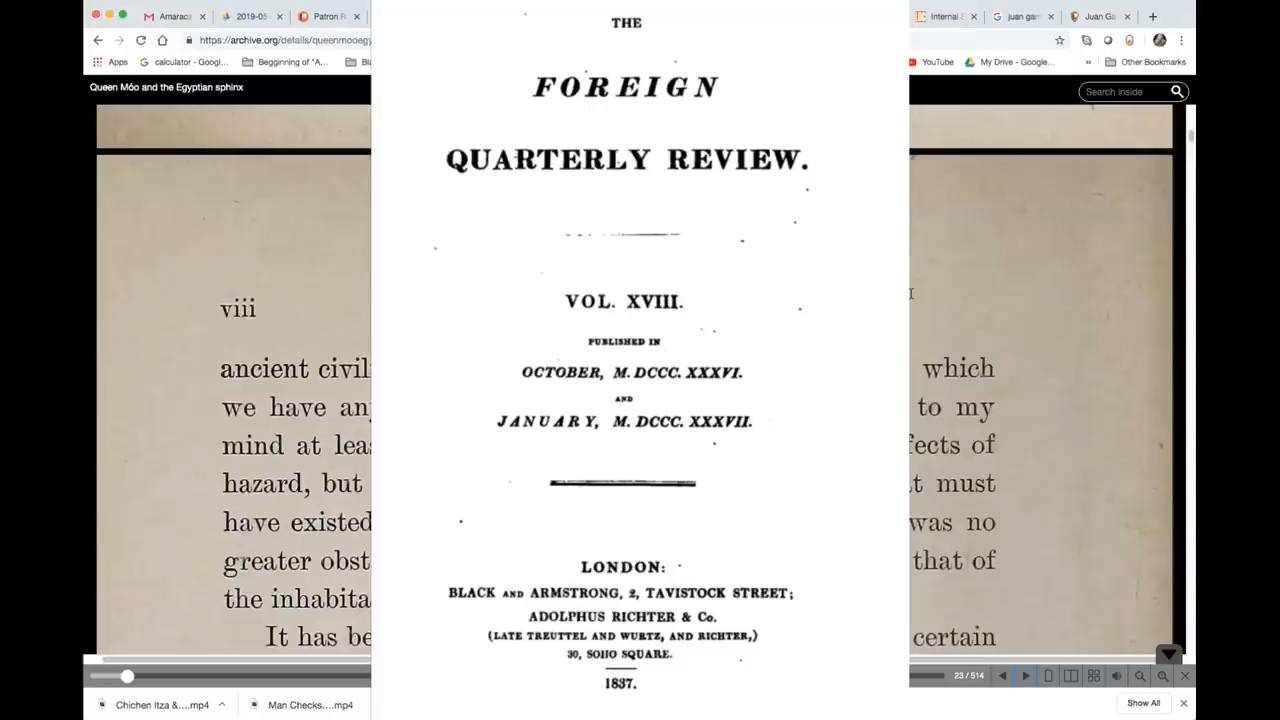 Amaraca
2019-05
Patron R
Internal
juan gam
Juan Ga
https://archive.org/details/queenmooegy
Apps
calculator - Googl...
Beggining of "A...
YouTube
My Drive - Google...
»
Other Bookmarks
Queen Móo and the Egyptian sphinx
Search inside
THE
FOREIGN
QUARTERLY REVIEW.
VOL. XVIII.
PUBLISHED IN
OCTOBER, M. DCCC. XXXVI.
AND
JANUARY, M. DCCC. XXXVII.
LONDON:
BLACK AND ARMSTRONG, 2, TAVISTOCK STREET;
ADOLPHUS RICHTER & Co.
(LATE TREUTTEL AND WURTZ, AND RICHTER,)
30, SOHO SQUARE.
1837.
viii
ancient civil which
we have an to my
mind at leas fects of
hazard, but t must
have existed was no
greater obst that of
the inhabita
It has be certain
23 / 514
Chichen Itza &....mp4
Man Checks....mp4
Show All